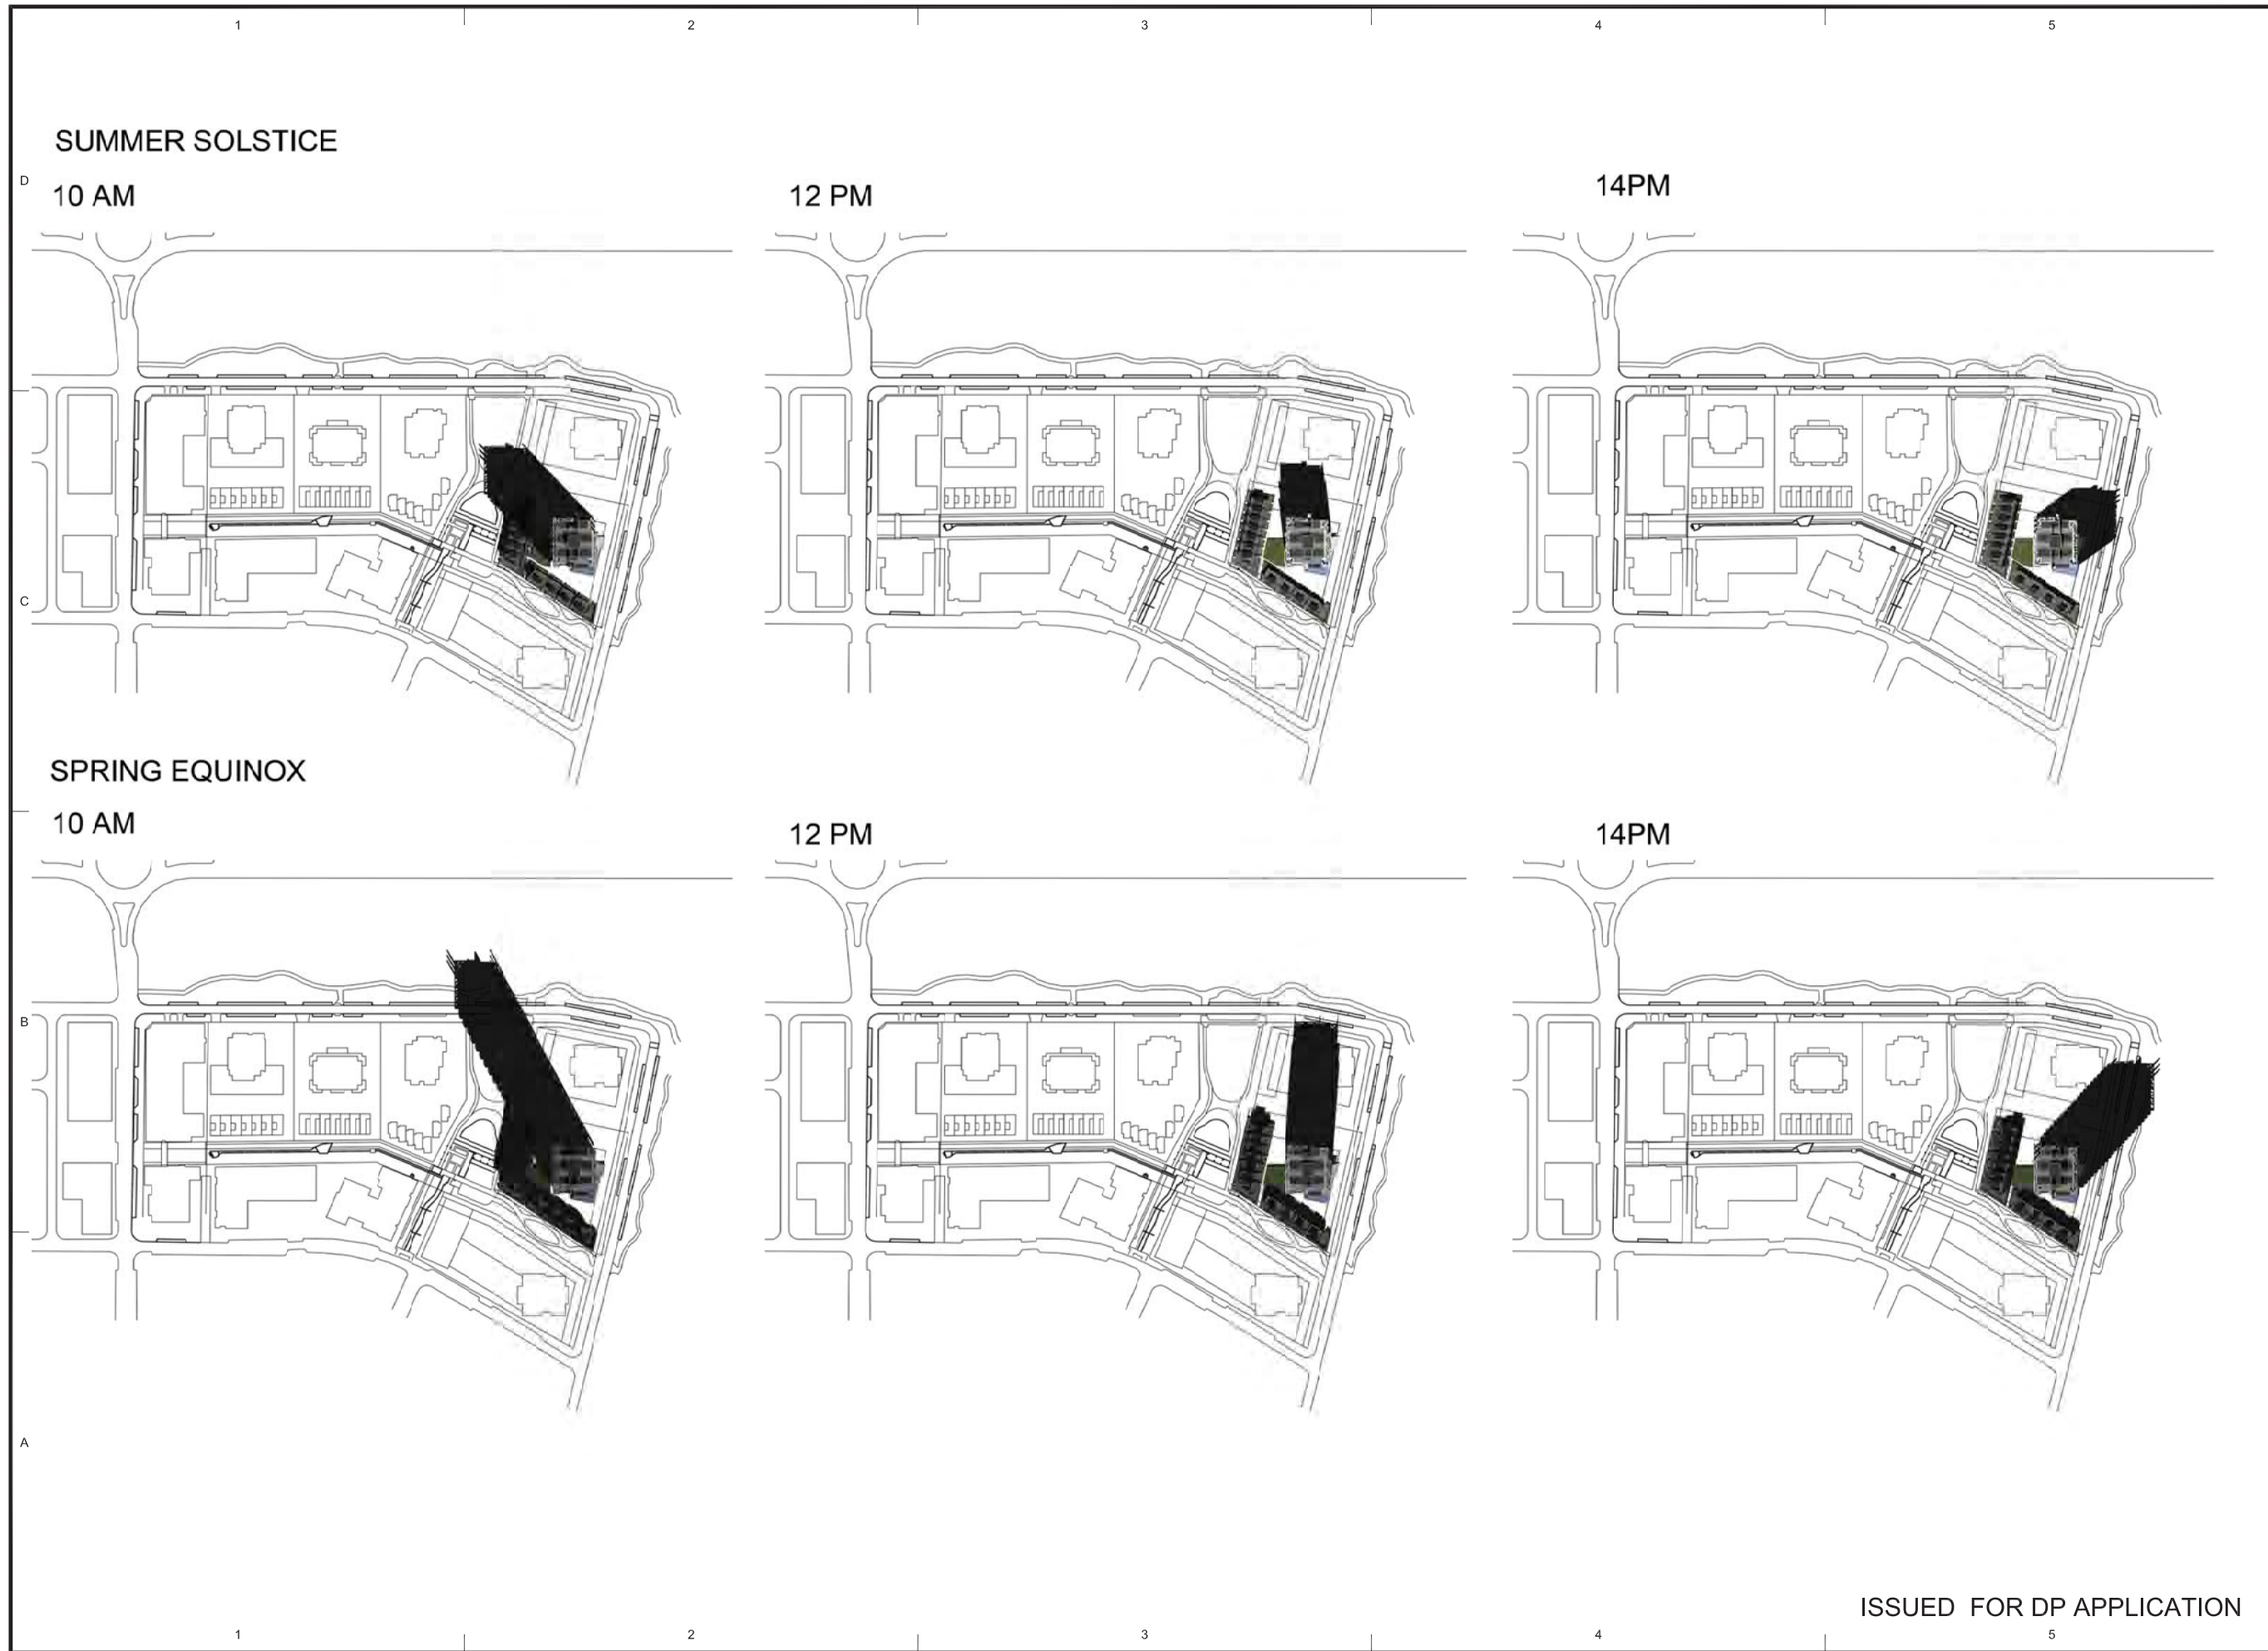 1 2 3 4 5
SUMMER SOLSTICE
D
10 AM 12 PM 14PM
C
SPRING EQUINOX
10 AM 12 PM 14PM
B
A
ISSUED FOR DP APPLICATION
1 2 3 4 5